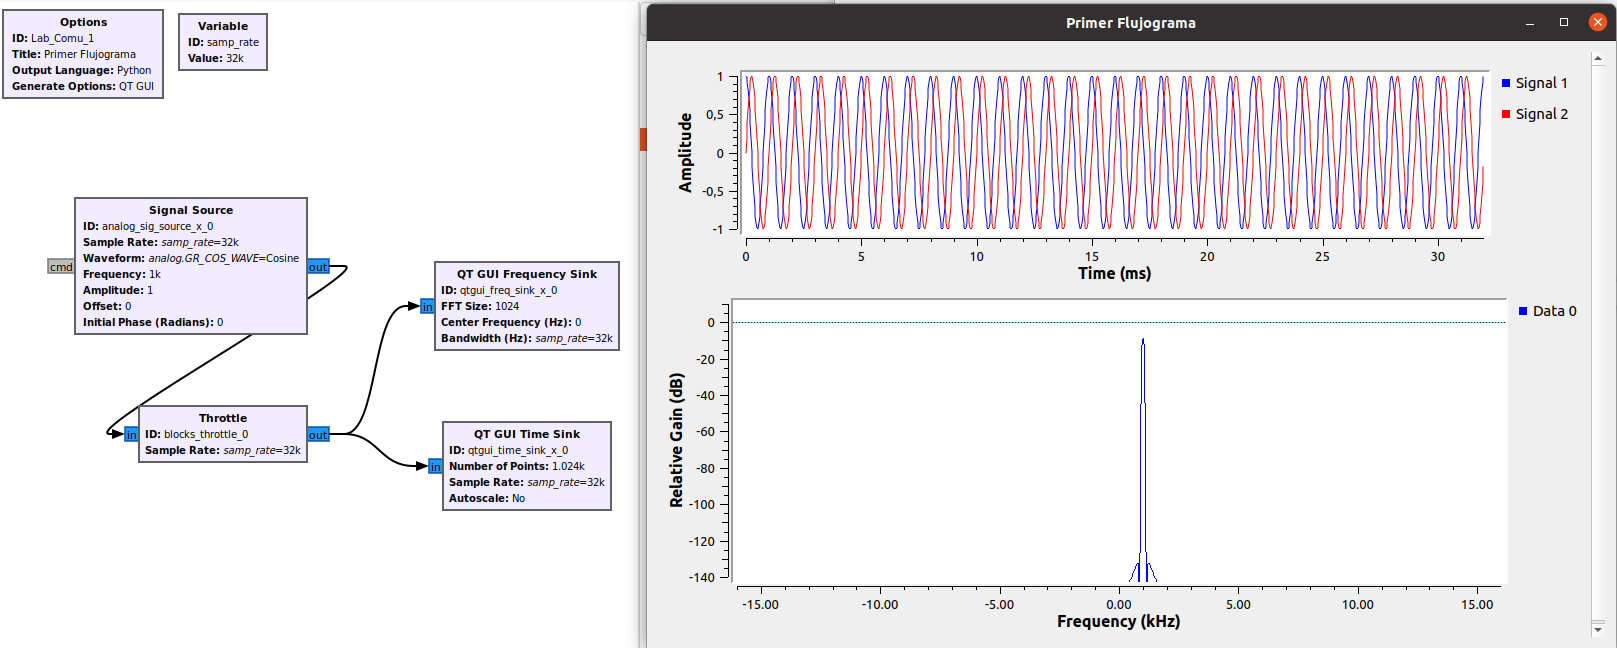 Options
ID: Lab_Comu_1
Title: Primer Flujograma
Output Language: Python
Generate Options: QT GUI
Variable
ID: samp_rate
Value: 32k
Signal Source
ID: analog_sig_source_x_0
Sample Rate: samp_rate=32k
Waveform: analog.GR_COS_WAVE=Cosine
Frequency: 1k
Amplitude: 1
Offset: 0
Initial Phase (Radians): 0
cmd
out
Throttle
ID: blocks_throttle_0
Sample Rate: samp_rate=32k
in
out
QT GUI Frequency Sink
ID: qtgui_freq_sink_x_0
FFT Size: 1024
Center Frequency (Hz): 0
Bandwidth (Hz): samp_rate=32k
in
QT GUI Time Sink
ID: qtgui_time_sink_x_0
Number of Points: 1.024k
Sample Rate: samp_rate=32k
Autoscale: No
in
Primer Flujograma
Amplitude
1
0,5
0
-0,5
-1
0 5 10 15 20 25 30
Time (ms)
Signal 1
Signal 2
Relative Gain (dB)
0
-20
-40
-60
-80
-100
-120
-140
-15.00 -10.00 -5.00 0.00 5.00 10.00 15.00
Frequency (kHz)
Data 0